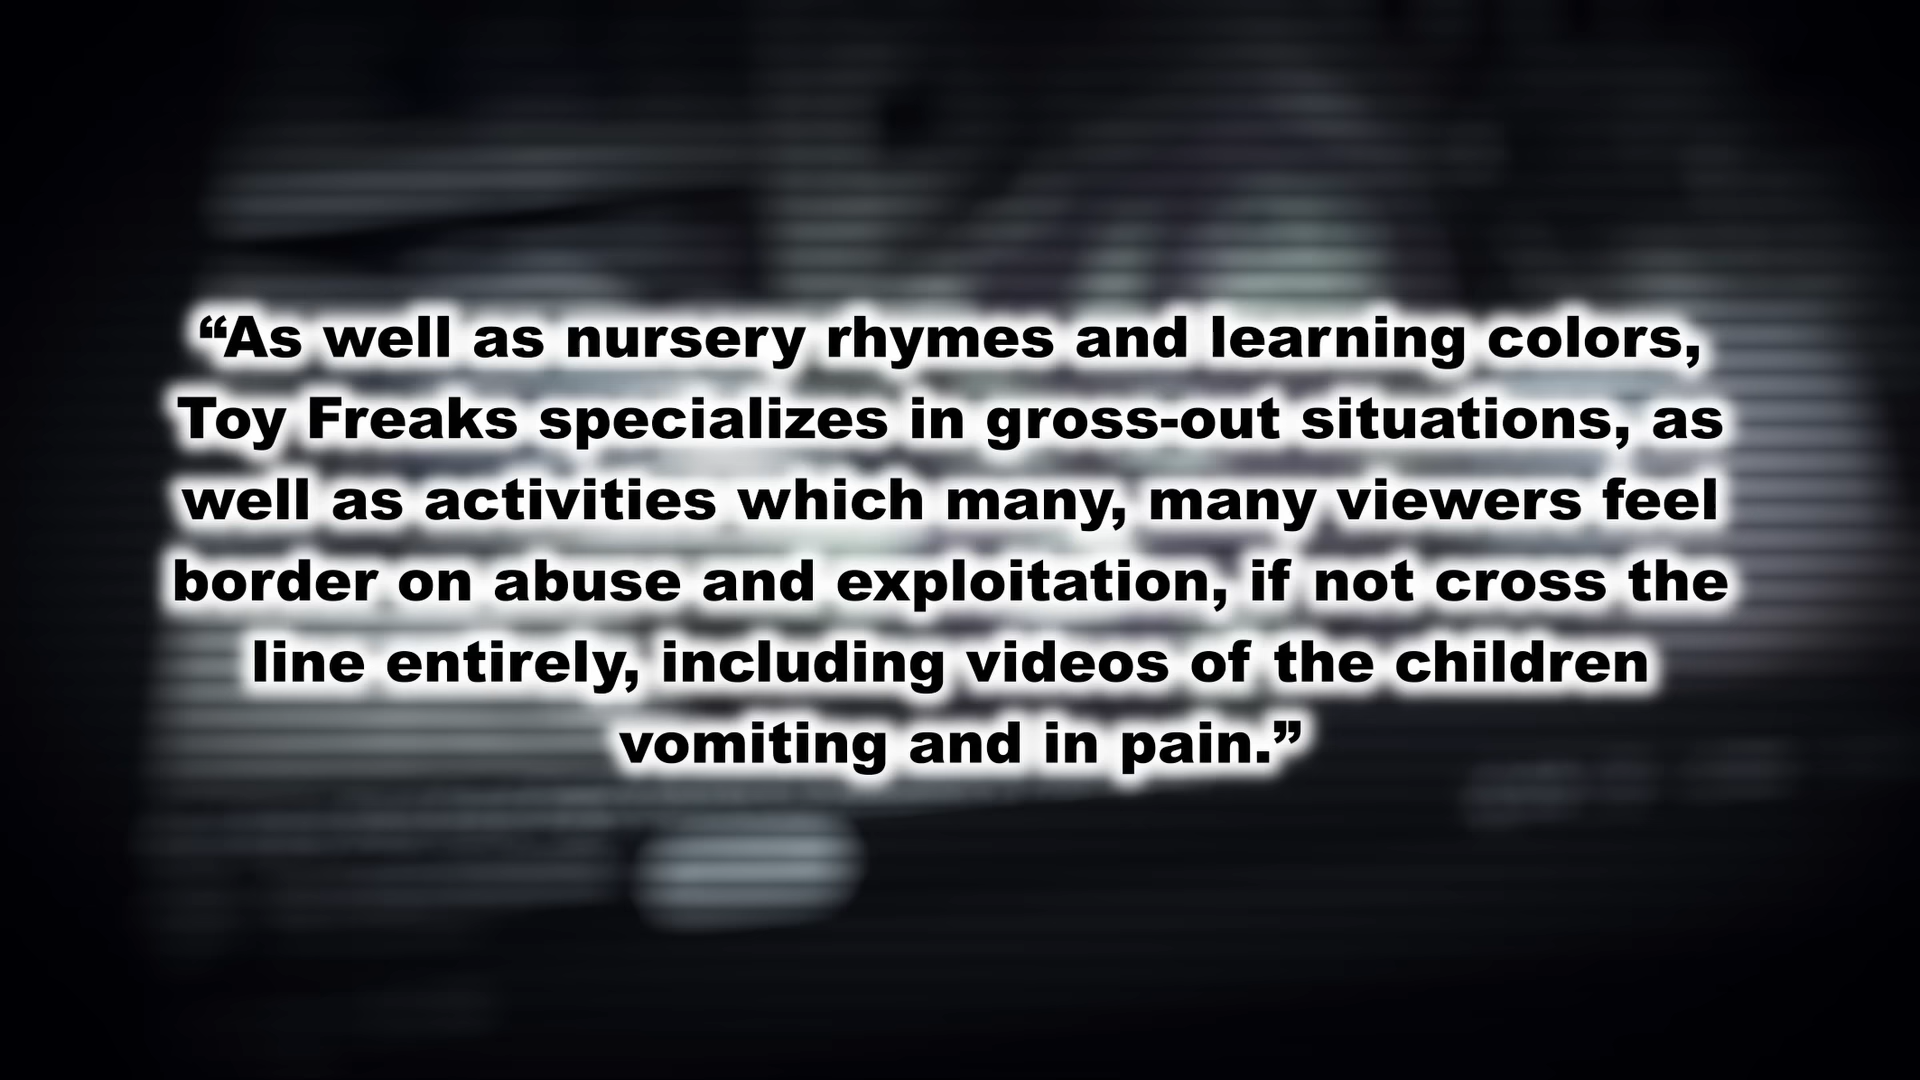 “As well as nursery rhymes and learning colors,
Toy Freaks specializes in gross-out situations, as
well as activities which many, many viewers feel
border on abuse and exploitation, if not cross the
line entirely, including videos of the children
vomiting and in pain.”